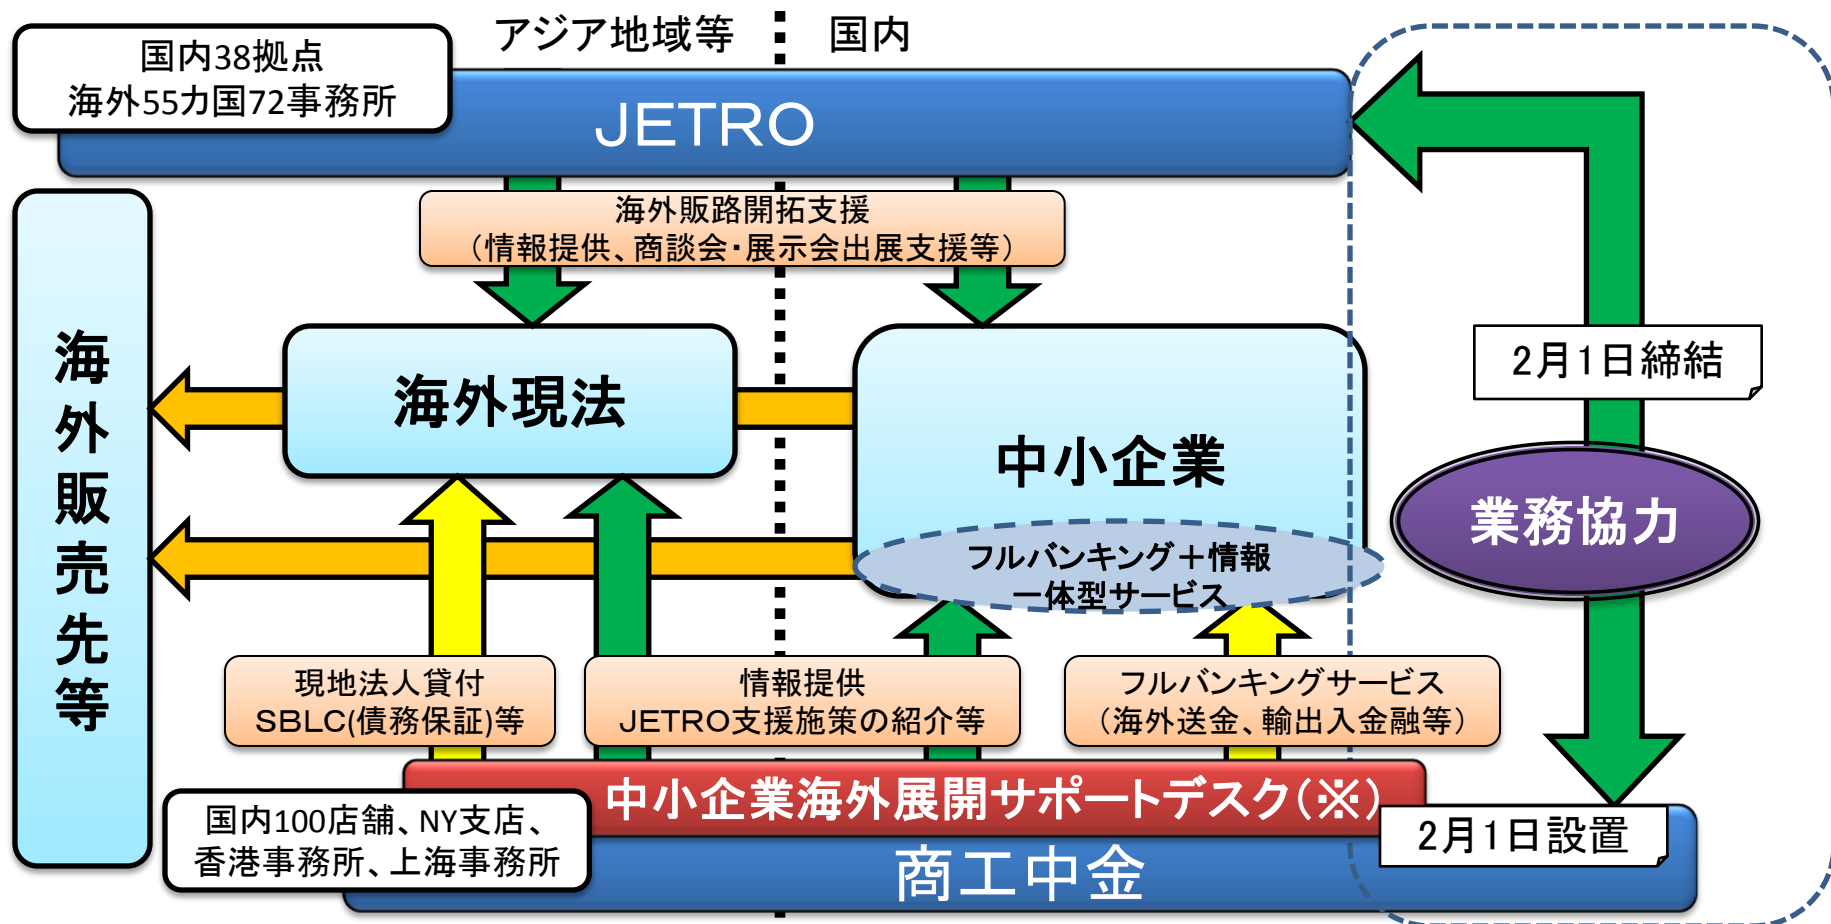 アジア地域等
国内
国内38拠点
海外55カ国72事務所
JETRO
海外販路開拓支援
（情報提供、商談会・展示会出展支援等）
海外販売先等
海外現法
中小企業
フルバンキング＋情報
一体型サービス
2月1日締結
業務協力
現地法人貸付
SBLC(債務保証)等
情報提供
JETRO支援施策の紹介等
フルバンキングサービス
（海外送金、輸出入金融等）
中小企業海外展開サポートデスク(※)
国内100店舗、NY支店、
香港事務所、上海事務所
2月1日設置
商工中金